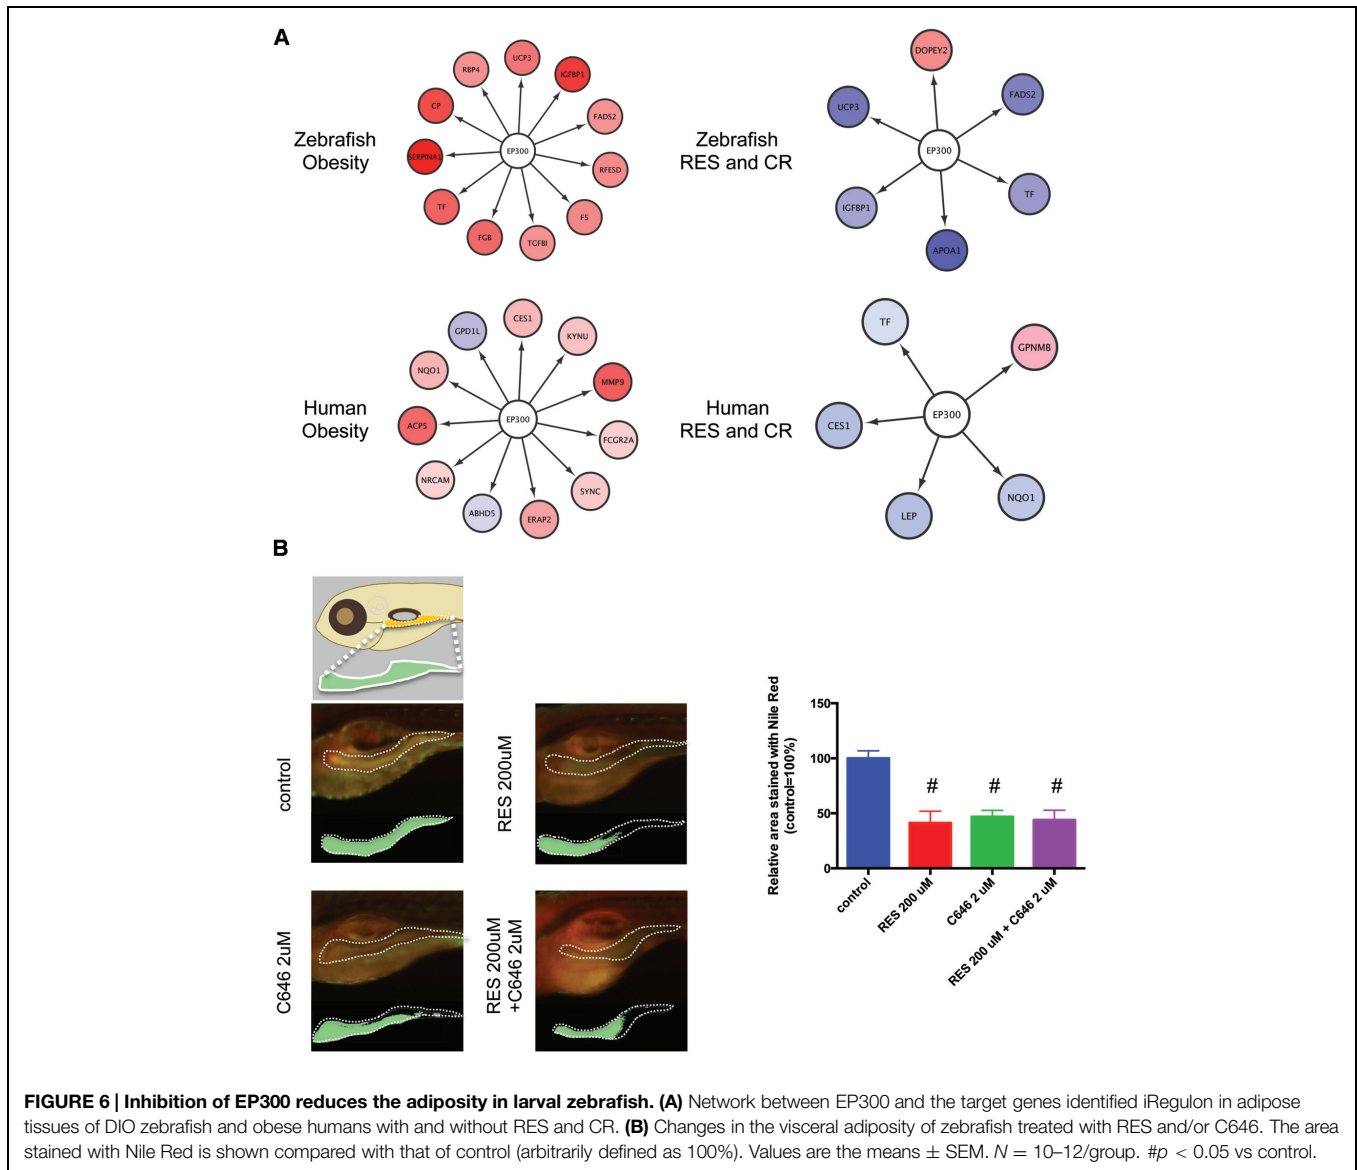 A
Zebrafish
Obesity
EP300
UCP3
IGFBP1
FADS2
RFESD
F5
TGFBI
FGB
TF
SERPINA1
CP
RBP4
Zebrafish
RES and CR
EP300
DOPEY2
FADS2
TF
APOA1
IGFBP1
UCP3
Human
Obesity
EP300
CES1
KYNU
MMP9
FCGR2A
SYNC
ERAP2
ABHD5
NRCAM
ACP5
NQO1
GPD1L
Human
RES and CR
EP300
TF
GPNMB
NQO1
LEP
CES1
B
control
RES 200uM
C646 2uM
RES 200uM
+C646 2uM
Relative area stained with Nile Red
(control=100%)
150
100
50
0
#
#
#
control
RES 200 uM
C646 2 uM
RES 200 uM + C646 2 uM
FIGURE 6 | Inhibition of EP300 reduces the adiposity in larval zebrafish. (A) Network between EP300 and the target genes identified iRegulon in adipose
tissues of DIO zebrafish and obese humans with and without RES and CR. (B) Changes in the visceral adiposity of zebrafish treated with RES and/or C646. The area
stained with Nile Red is shown compared with that of control (arbitrarily defined as 100%). Values are the means ± SEM. N = 10–12/group. #p < 0.05 vs control.